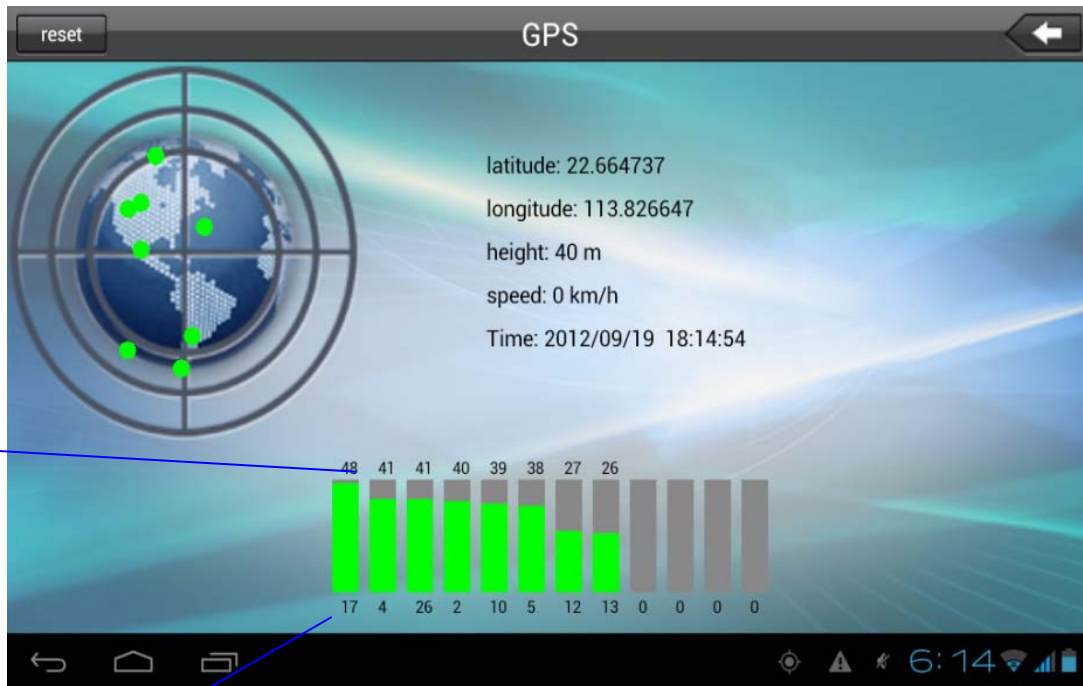 reset
GPS
latitude: 22.664737
longitude: 113.826647
height: 40 m
speed: 0 km/h
Time: 2012/09/19 18:14:54
48 41 41 40 39 38 27 26
17 4 26 2 10 5 12 13 0 0 0 0
6:14